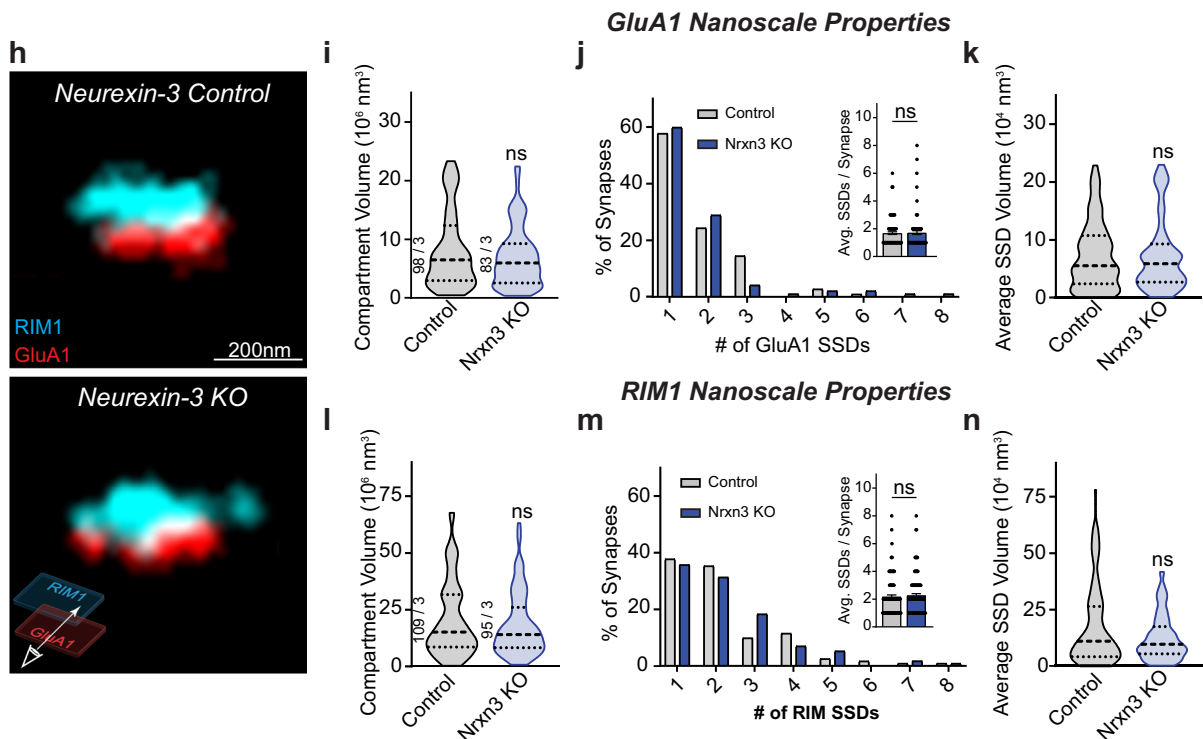 GluA1 Nanoscale Properties
h
Neurexin-3 Control
RIM1
GluA1
200nm
Neurexin-3 KO
RIM1
GluA1
i
Compartment Volume (10⁶ nm³)
30
20
10
0
98 / 3
83 / 3
ns
Control
Nrxn3 KO
j
% of Synapses
60
40
20
0
Control
Nrxn3 KO
Avg. SSDs / Synapse
10
8
6
4
2
0
ns
1 2 3 4 5 6 7 8
# of GluA1 SSDs
k
Average SSD Volume (10⁴ nm³)
30
20
10
0
ns
Control
Nrxn3 KO
RIM1 Nanoscale Properties
l
Compartment Volume (10⁶ nm³)
75
50
25
0
109 / 3
95 / 3
ns
Control
Nrxn3 KO
m
% of Synapses
60
40
20
0
Control
Nrxn3 KO
Avg. SSDs / Synapse
10
8
6
4
2
0
ns
1 2 3 4 5 6 7 8
# of RIM SSDs
n
Average SSD Volume (10⁴ nm³)
75
50
25
0
ns
Control
Nrxn3 KO